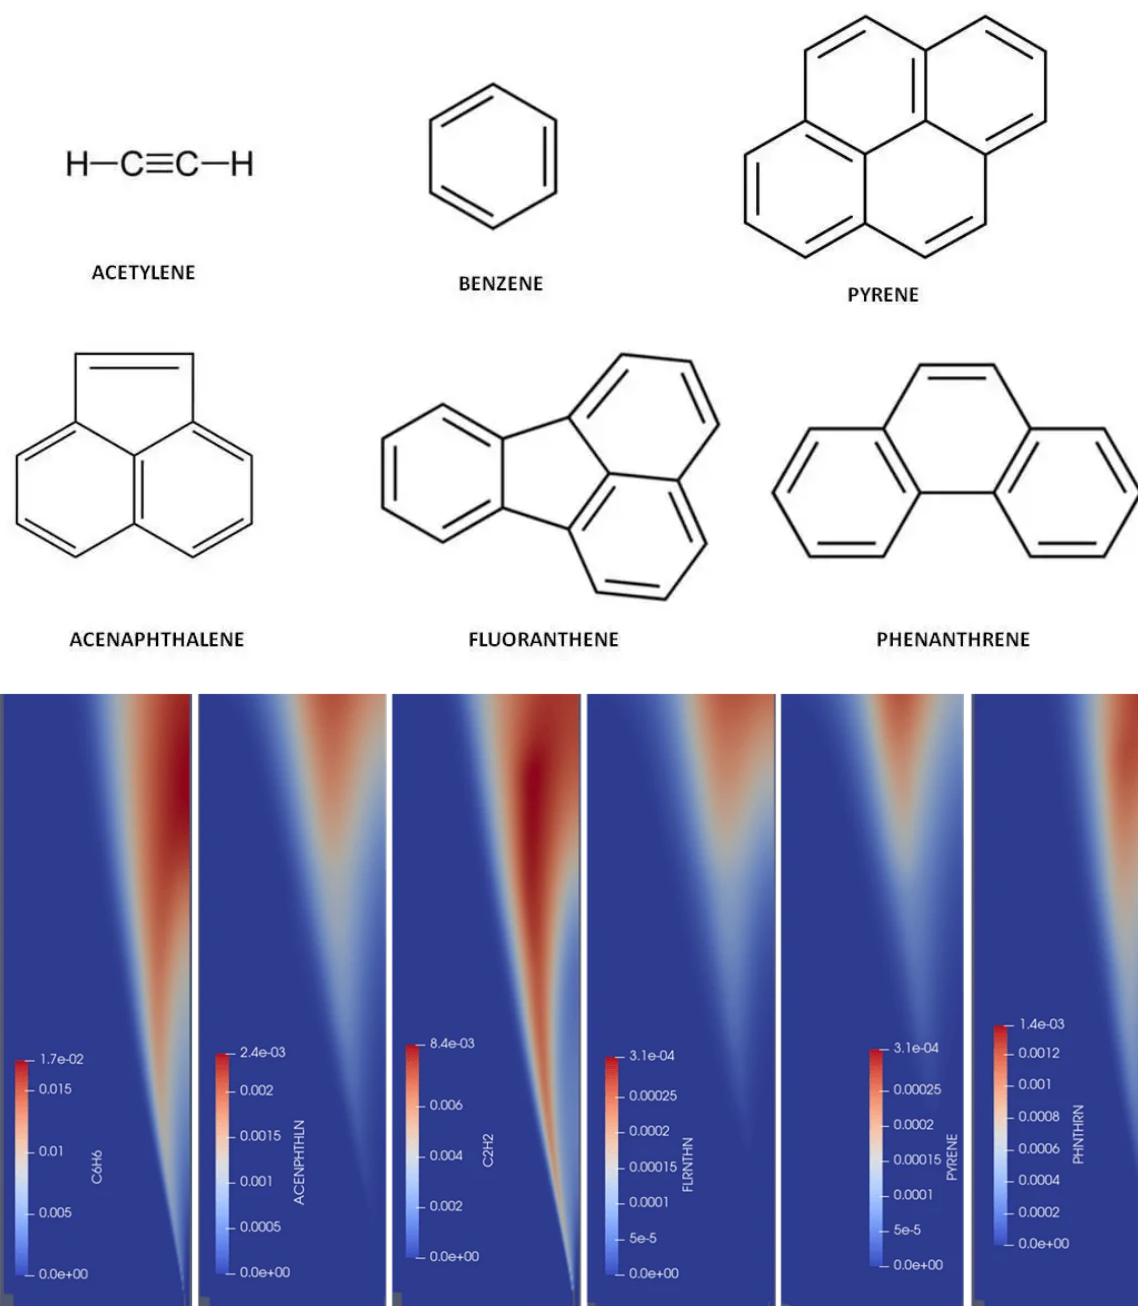 H–C≡C–H
ACETYLENE
BENZENE
PYRENE
ACENAPHTHALENE
FLUORANTHENE
PHENANTHRENE
1.7e-02
0.015
0.01
0.005
0.0e+00
C6H6
2.4e-03
0.002
0.0015
0.001
0.0005
0.0e+00
ACENPHTHLN
8.4e-03
0.006
0.004
0.002
0.0e+00
C2H2
3.1e-04
0.00025
0.0002
0.00015
0.0001
5e-5
0.0e+00
FLRNTHN
3.1e-04
0.00025
0.0002
0.00015
0.0001
5e-5
0.0e+00
PYRENE
1.4e-03
0.0012
0.001
0.0008
0.0006
0.0004
0.0002
0.0e+00
PHNTHRN